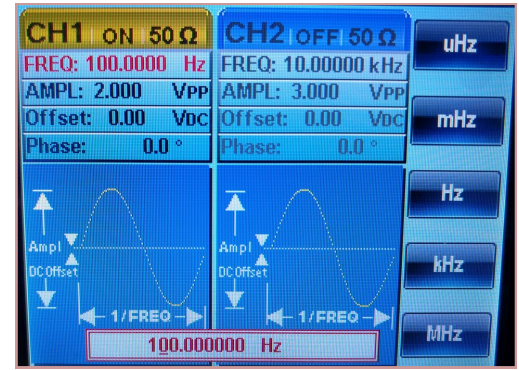 CH1 ON 50 Ω
FREQ: 100.0000 Hz
AMPL: 2.000 VPP
Offset: 0.00 VDC
Phase: 0.0 °
Ampl
DC Offset
1/FREQ
CH2 OFF 50 Ω
FREQ: 10.00000 kHz
AMPL: 3.000 VPP
Offset: 0.00 VDC
Phase: 0.0 °
Ampl
DC Offset
1/FREQ
100.000000 Hz
uHz
mHz
Hz
kHz
MHz